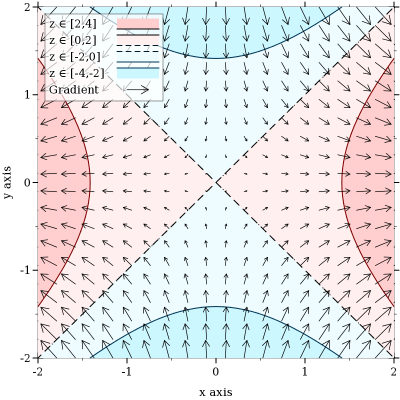 2
z ∈ [2,4]
z ∈ [0,2]
z ∈ [-2,0]
z ∈ [-4,-2]
Gradient
1
0
-1
-2
y axis
-2
-1
0
1
2
x axis